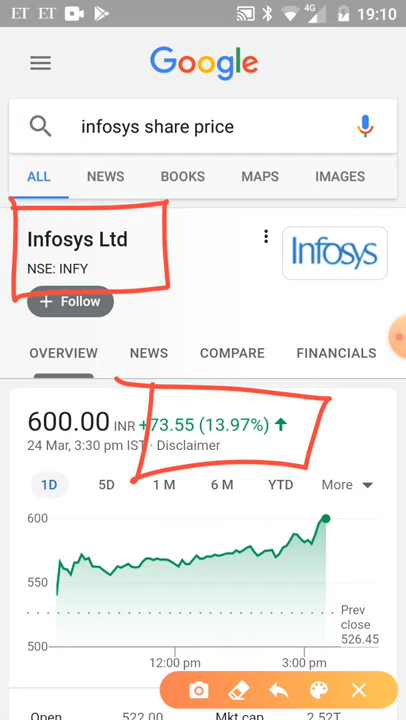 ET ET 4G 19:10
Google
infosys share price
ALL NEWS BOOKS MAPS IMAGES
Infosys Ltd
NSE: INFY
Infosys
+ Follow
OVERVIEW NEWS COMPARE FINANCIALS
600.00 INR +73.55 (13.97%) ↑
24 Mar, 3:30 pm IST · Disclaimer
1D 5D 1 M 6 M YTD More
600
550
Prev
close
526.45
500
12:00 pm 3:00 pm
Open 522.00 Mkt cap 2.52T